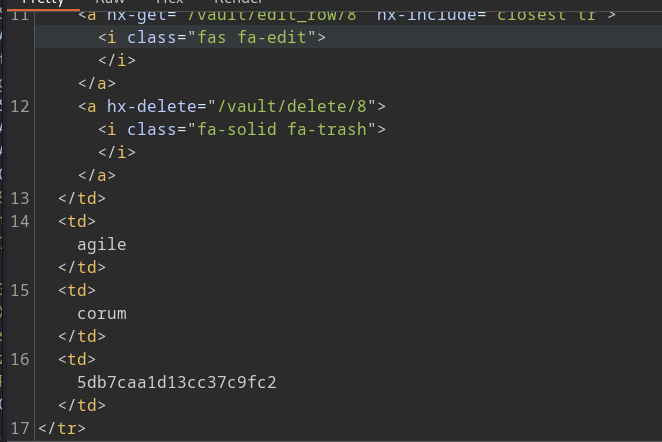 Pretty Raw Hex Render
11 <a hx-get="/vault/edit_row/8" hx-include="closest tr">
<i class="fas fa-edit">
</i>
</a>
12 <a hx-delete="/vault/delete/8">
<i class="fa-solid fa-trash">
</i>
</a>
13 </td>
14 <td>
agile
</td>
15 <td>
corum
</td>
16 <td>
5db7caa1d13cc37c9fc2
</td>
17 </tr>